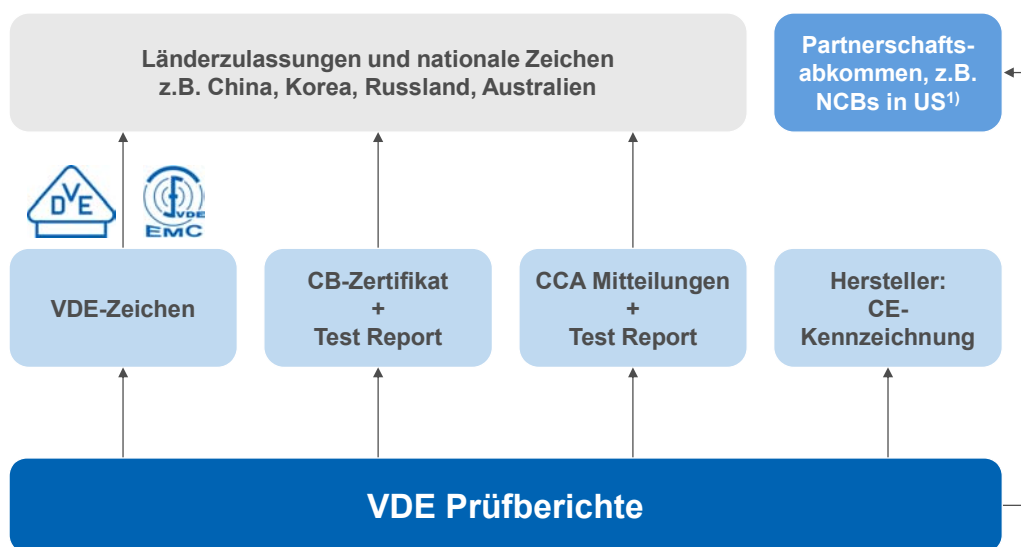 Länderzulassungen und nationale Zeichen
z.B. China, Korea, Russland, Australien
Partnerschafts-
abkommen, z.B.
NCBs in US1)
DVE
VDE
EMC
VDE-Zeichen
CB-Zertifikat
+
Test Report
CCA Mitteilungen
+
Test Report
Hersteller:
CE-
Kennzeichnung
VDE Prüfberichte